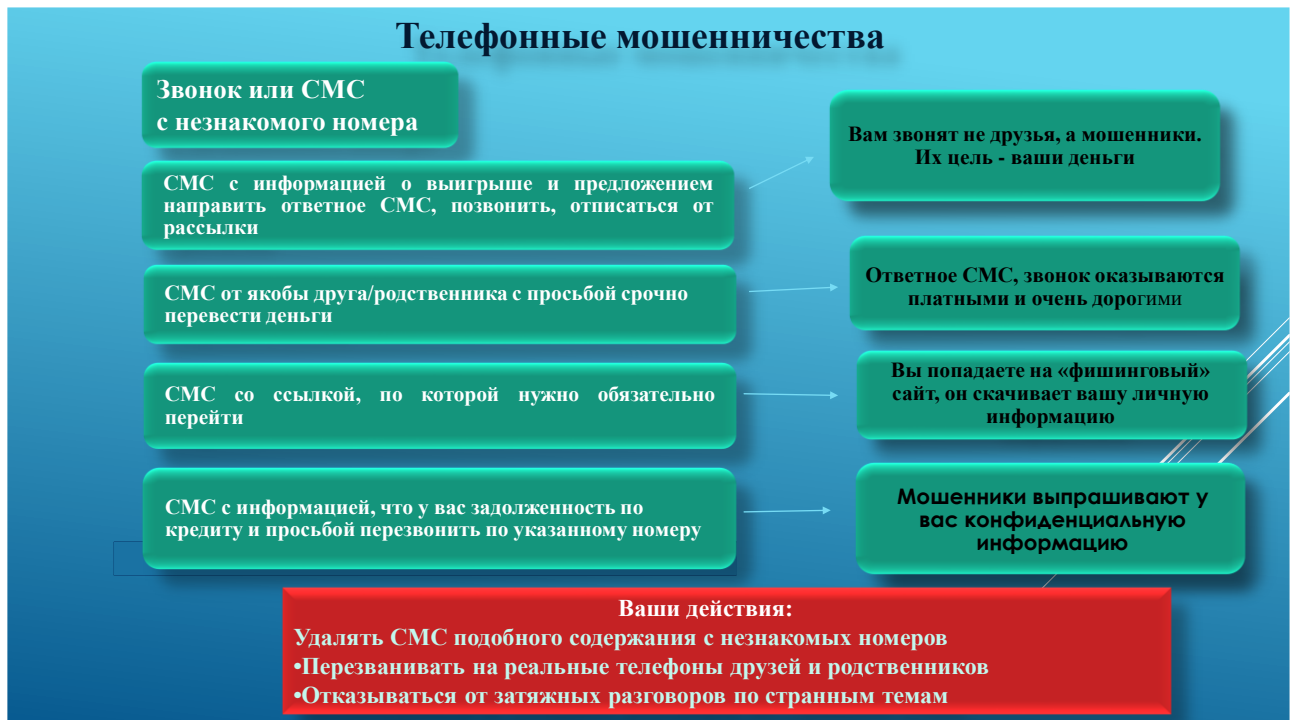 Телефонные мошенничества
Звонок или СМС
с незнакомого номера
СМС с информацией о выигрыше и предложением
направить ответное СМС, позвонить, отписаться от
рассылки
Вам звонят не друзья, а мошенники.
Их цель - ваши деньги
СМС от якобы друга/родственника с просьбой срочно
перевести деньги
Ответное СМС, звонок оказываются
платными и очень дорогими
СМС со ссылкой, по которой нужно обязательно
перейти
Вы попадаете на «фишинговый»
сайт, он скачивает вашу личную
информацию
СМС с информацией, что у вас задолженность по
кредиту и просьбой перезвонить по указанному номеру
Мошенники выпрашивают у
вас конфиденциальную
информацию
Ваши действия:
Удалять СМС подобного содержания с незнакомых номеров
•Перезванивать на реальные телефоны друзей и родственников
•Отказываться от затяжных разговоров по странным темам